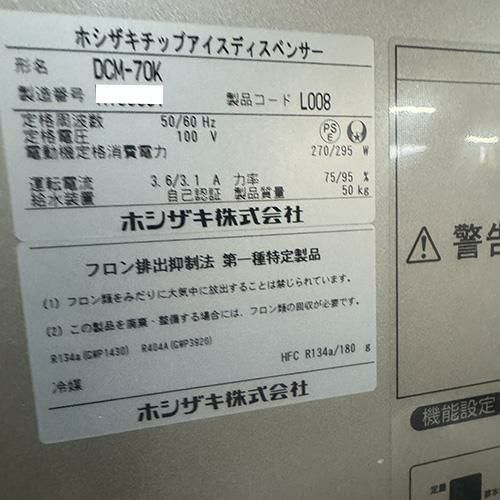 ホシザキチップアイスディスペンサー
形名 DCM-70K
製造番号
製品コード L008
定格周波数 50/60 Hz
定格電圧 100 V
電動機定格消費電力 270/295 W
PS
E
運転電流 3.6/3.1 A 力率 75/95 %
給水装置 自己認証 製品質量 50 kg
ホシザキ株式会社
フロン排出抑制法 第一種特定製品
(1) フロン類をみだりに大気中に放出することは禁じられています。
(2) この製品を廃棄・整備する場合には、フロン類の回収が必要です。
R134a(GWP1430) R404A(GWP3920)
冷媒 HFC R134a/180 g
ホシザキ株式会社
警告
機能設定
定量